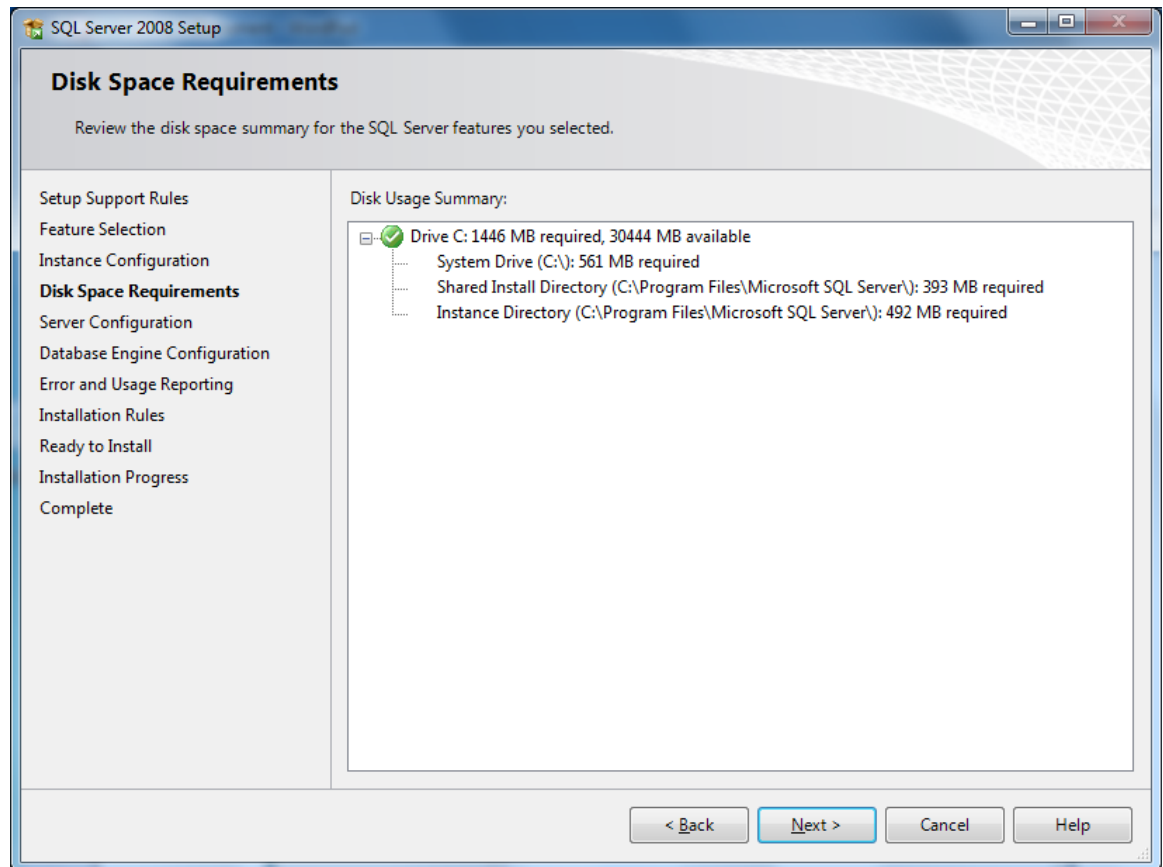 SQL Server 2008 Setup
Disk Space Requirements
Review the disk space summary for the SQL Server features you selected.
Setup Support Rules
Feature Selection
Instance Configuration
Disk Space Requirements
Server Configuration
Database Engine Configuration
Error and Usage Reporting
Installation Rules
Ready to Install
Installation Progress
Complete
Disk Usage Summary:
Drive C: 1446 MB required, 30444 MB available
System Drive (C:\): 561 MB required
Shared Install Directory (C:\Program Files\Microsoft SQL Server\): 393 MB required
Instance Directory (C:\Program Files\Microsoft SQL Server\): 492 MB required
< Back
Next >
Cancel
Help